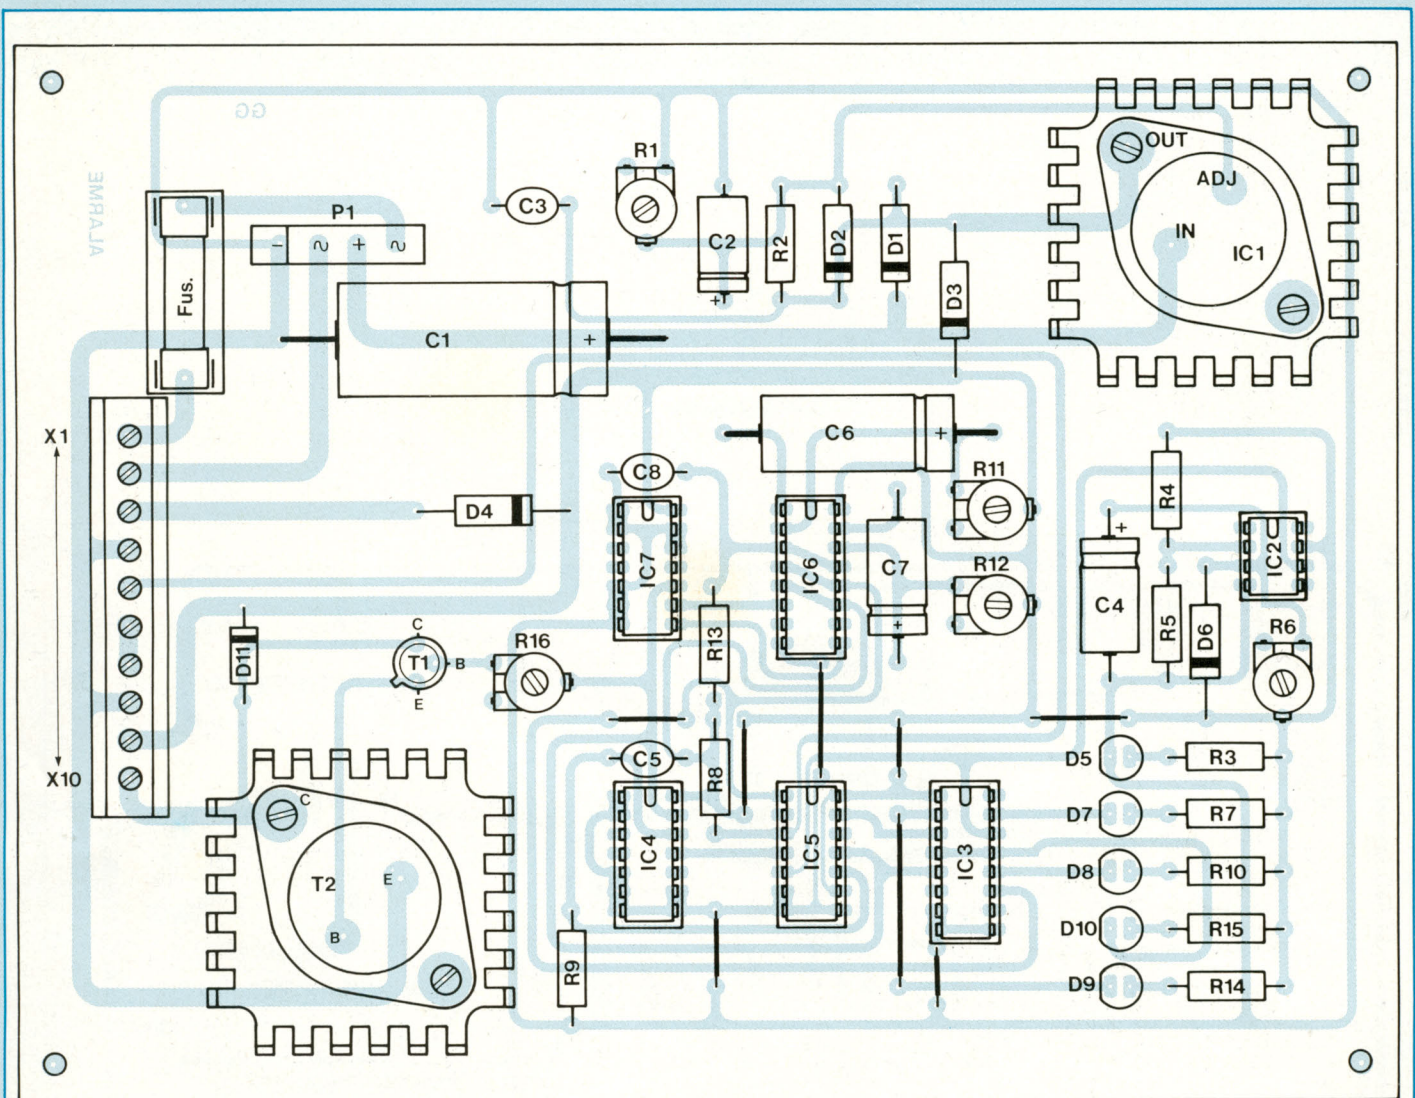 GG
ALARME
R1
OUT
ADJ
IN
IC1
C3
P1
- S + S
C2
+
R2
D2
D1
D3
Fus.
C1
+
X1
C6
+
C8
R11
R4
D4
IC7
IC6
C7
+
R12
+
C4
IC2
R5
D6
R6
C
T1
B
E
D11
R16
R13
X10
C5
R8
D5
R3
C
IC4
IC5
IC3
D7
R7
T2
E
B
D8
R10
D10
R15
R9
D9
R14